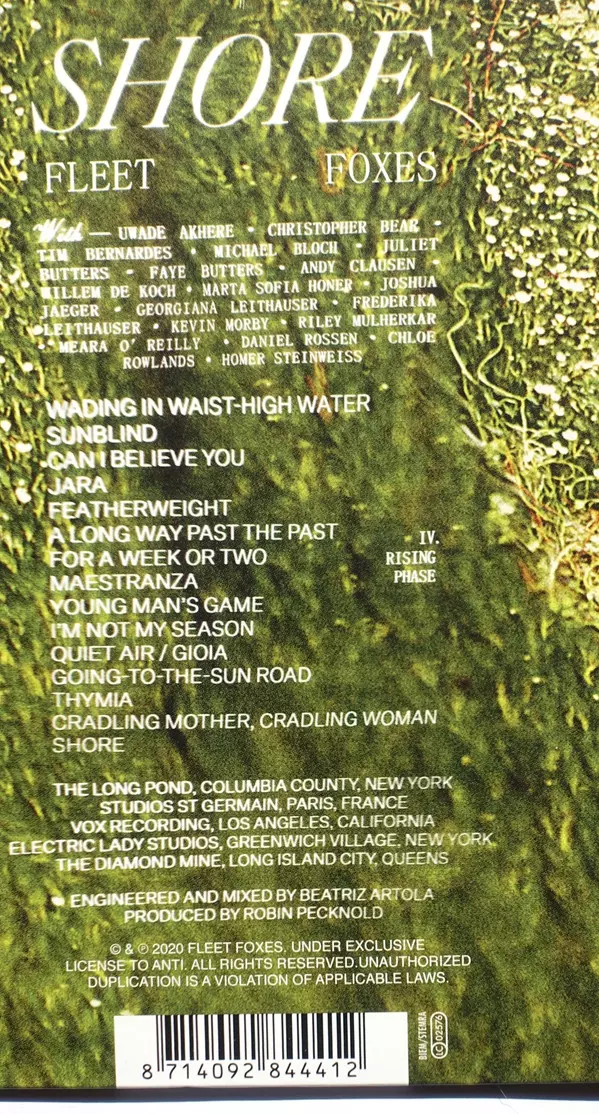 SHORE
FLEET FOXES
With — UWADE AKHERE • CHRISTOPHER BEAR •
TIM BERNARDES • MICHAEL BLOCH • JULIET
BUTTERS • FAYE BUTTERS • ANDY CLAUSEN •
WILLEM DE KOCH • MARTA SOFIA HONER • JOSHUA
JAEGER • GEORGIANA LEITHAUSER • FREDERIKA
LEITHAUSER • KEVIN MORBY • RILEY MULHERKAR
• MEARA O' REILLY • DANIEL ROSSEN • CHLOE
ROWLANDS • HOMER STEINWEISS
WADING IN WAIST-HIGH WATER
SUNBLIND
CAN I BELIEVE YOU
JARA
FEATHERWEIGHT
A LONG WAY PAST THE PAST
FOR A WEEK OR TWO
MAESTRANZA
YOUNG MAN'S GAME
I'M NOT MY SEASON
QUIET AIR / GIOIA
GOING-TO-THE-SUN ROAD
THYMIA
CRADLING MOTHER, CRADLING WOMAN
SHORE
IV.
RISING
PHASE
THE LONG POND, COLUMBIA COUNTY, NEW YORK
STUDIOS ST GERMAIN, PARIS, FRANCE
VOX RECORDING, LOS ANGELES, CALIFORNIA
ELECTRIC LADY STUDIOS, GREENWICH VILLAGE, NEW YORK
THE DIAMOND MINE, LONG ISLAND CITY, QUEENS
ENGINEERED AND MIXED BY BEATRIZ ARTOLA
PRODUCED BY ROBIN PECKNOLD
© & ℗ 2020 FLEET FOXES. UNDER EXCLUSIVE
LICENSE TO ANTI. ALL RIGHTS RESERVED.UNAUTHORIZED
DUPLICATION IS A VIOLATION OF APPLICABLE LAWS.
8 714092 844412
BIEM/STEMRA
LC 02576